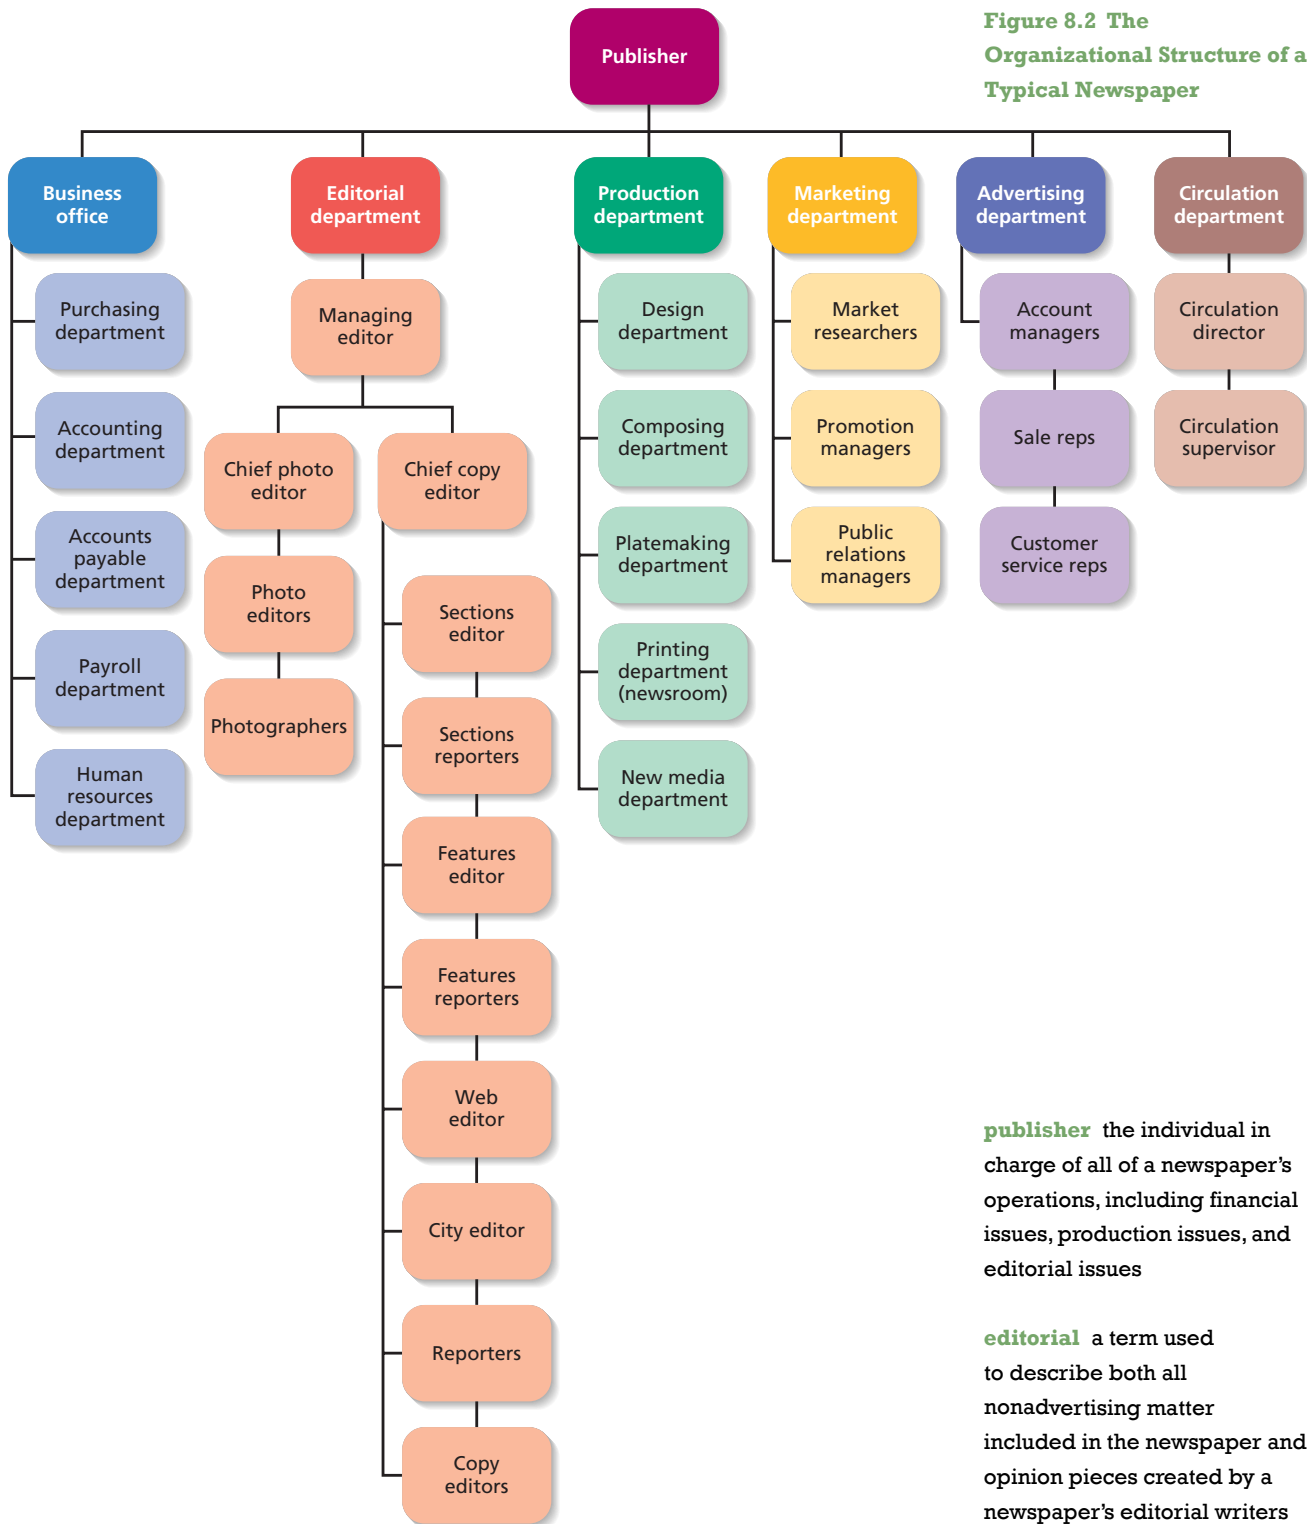 Figure 8.2 The
Organizational Structure of a
Typical Newspaper
Publisher
Business
office
Editorial
department
Production
department
Marketing
department
Advertising
department
Circulation
department
Purchasing
department
Accounting
department
Accounts
payable
department
Payroll
department
Human
resources
department
Managing
editor
Chief photo
editor
Photo
editors
Photographers
Chief copy
editor
Sections
editor
Sections
reporters
Features
editor
Features
reporters
Web
editor
City editor
Reporters
Copy
editors
Design
department
Composing
department
Platemaking
department
Printing
department
(newsroom)
New media
department
Market
researchers
Promotion
managers
Public
relations
managers
Account
managers
Sale reps
Customer
service reps
Circulation
director
Circulation
supervisor
publisher the individual in
charge of all of a newspaper’s
operations, including financial
issues, production issues, and
editorial issues
editorial a term used
to describe both all
nonadvertising matter
included in the newspaper and
opinion pieces created by a
newspaper’s editorial writers